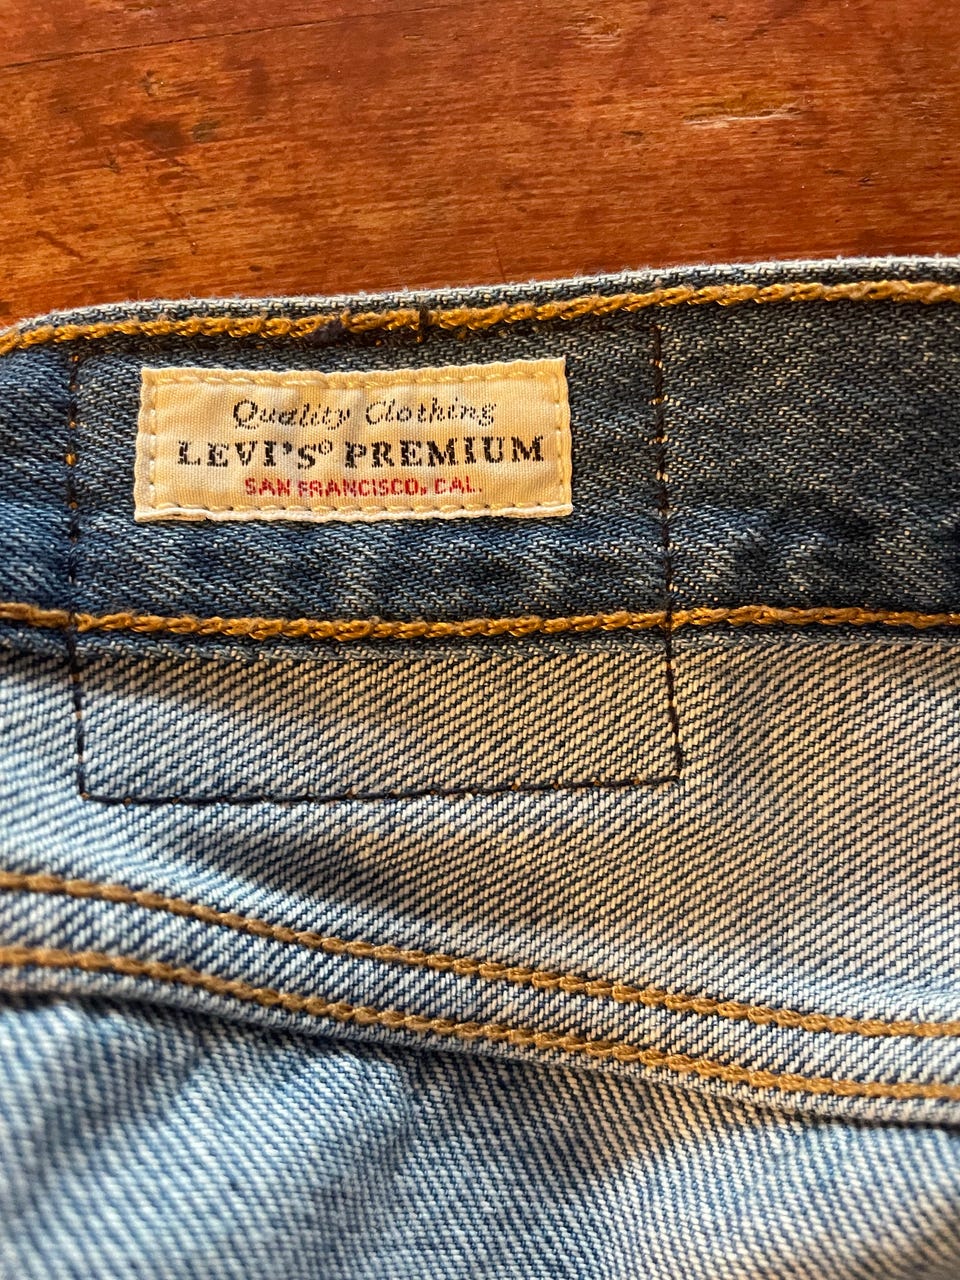 Quality Clothing
LEVI'S® PREMIUM
SAN FRANCISCO, CAL.